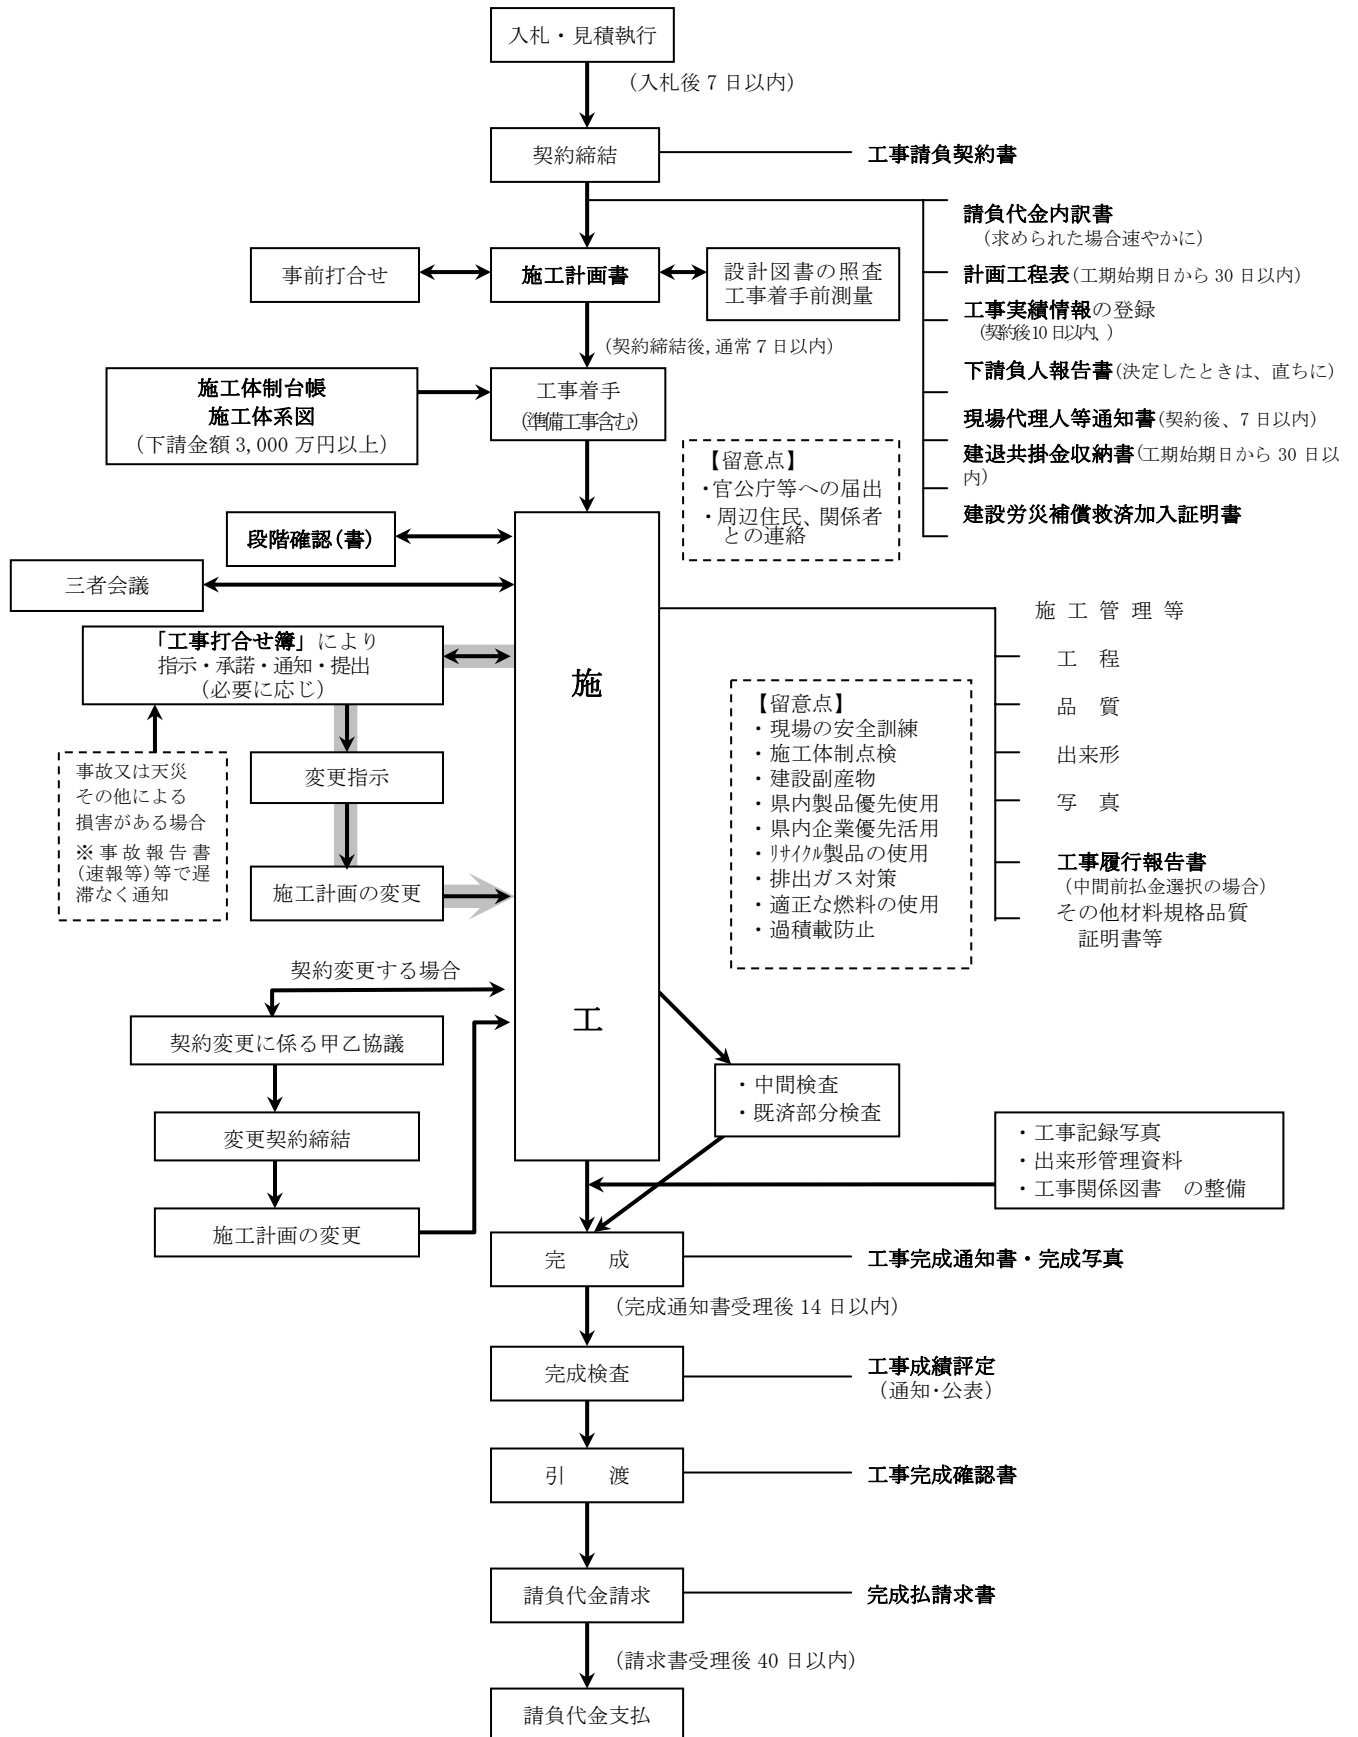 入札・見積執行
(入札後 7 日以内)
契約締結
工事請負契約書
請負代金内訳書
(求められた場合速やかに)
事前打合せ
施工計画書
設計図書の照査
工事着手前測量
計画工程表(工期始期日から 30 日以内)
工事実績情報の登録
(契約後10 日以内、)
(契約締結後,通常 7 日以内)
下請負人報告書(決定したときは、直ちに)
施工体制台帳
施工体系図
(下請金額 3,000 万円以上)
工事着手
(準備工事含む)
現場代理人等通知書(契約後、7 日以内)
建退共掛金収納書(工期始期日から 30 日以
内)
建設労災補償救済加入証明書
【留意点】
・官公庁等への届出
・周辺住民、関係者
との連絡
段階確認(書)
三者会議
「工事打合せ簿」により
指示・承諾・通知・提出
(必要に応じ)
変更指示
事故又は天災
その他による
損害がある場合
※事故報告書
(速報等)等で遅
滞なく通知
施工計画の変更
施
工
施工管理等
工 程
品 質
出来形
写 真
工事履行報告書
(中間前払金選択の場合)
その他材料規格品質
証明書等
【留意点】
・現場の安全訓練
・施工体制点検
・建設副産物
・県内製品優先使用
・県内企業優先活用
・ﾘｻｲｸﾙ製品の使用
・排出ガス対策
・適正な燃料の使用
・過積載防止
契約変更する場合
契約変更に係る甲乙協議
変更契約締結
施工計画の変更
・中間検査
・既済部分検査
・工事記録写真
・出来形管理資料
・工事関係図書 の整備
完 成
工事完成通知書・完成写真
(完成通知書受理後 14 日以内)
完成検査
工事成績評定
(通知・公表)
引 渡
工事完成確認書
請負代金請求
完成払請求書
(請求書受理後 40 日以内)
請負代金支払